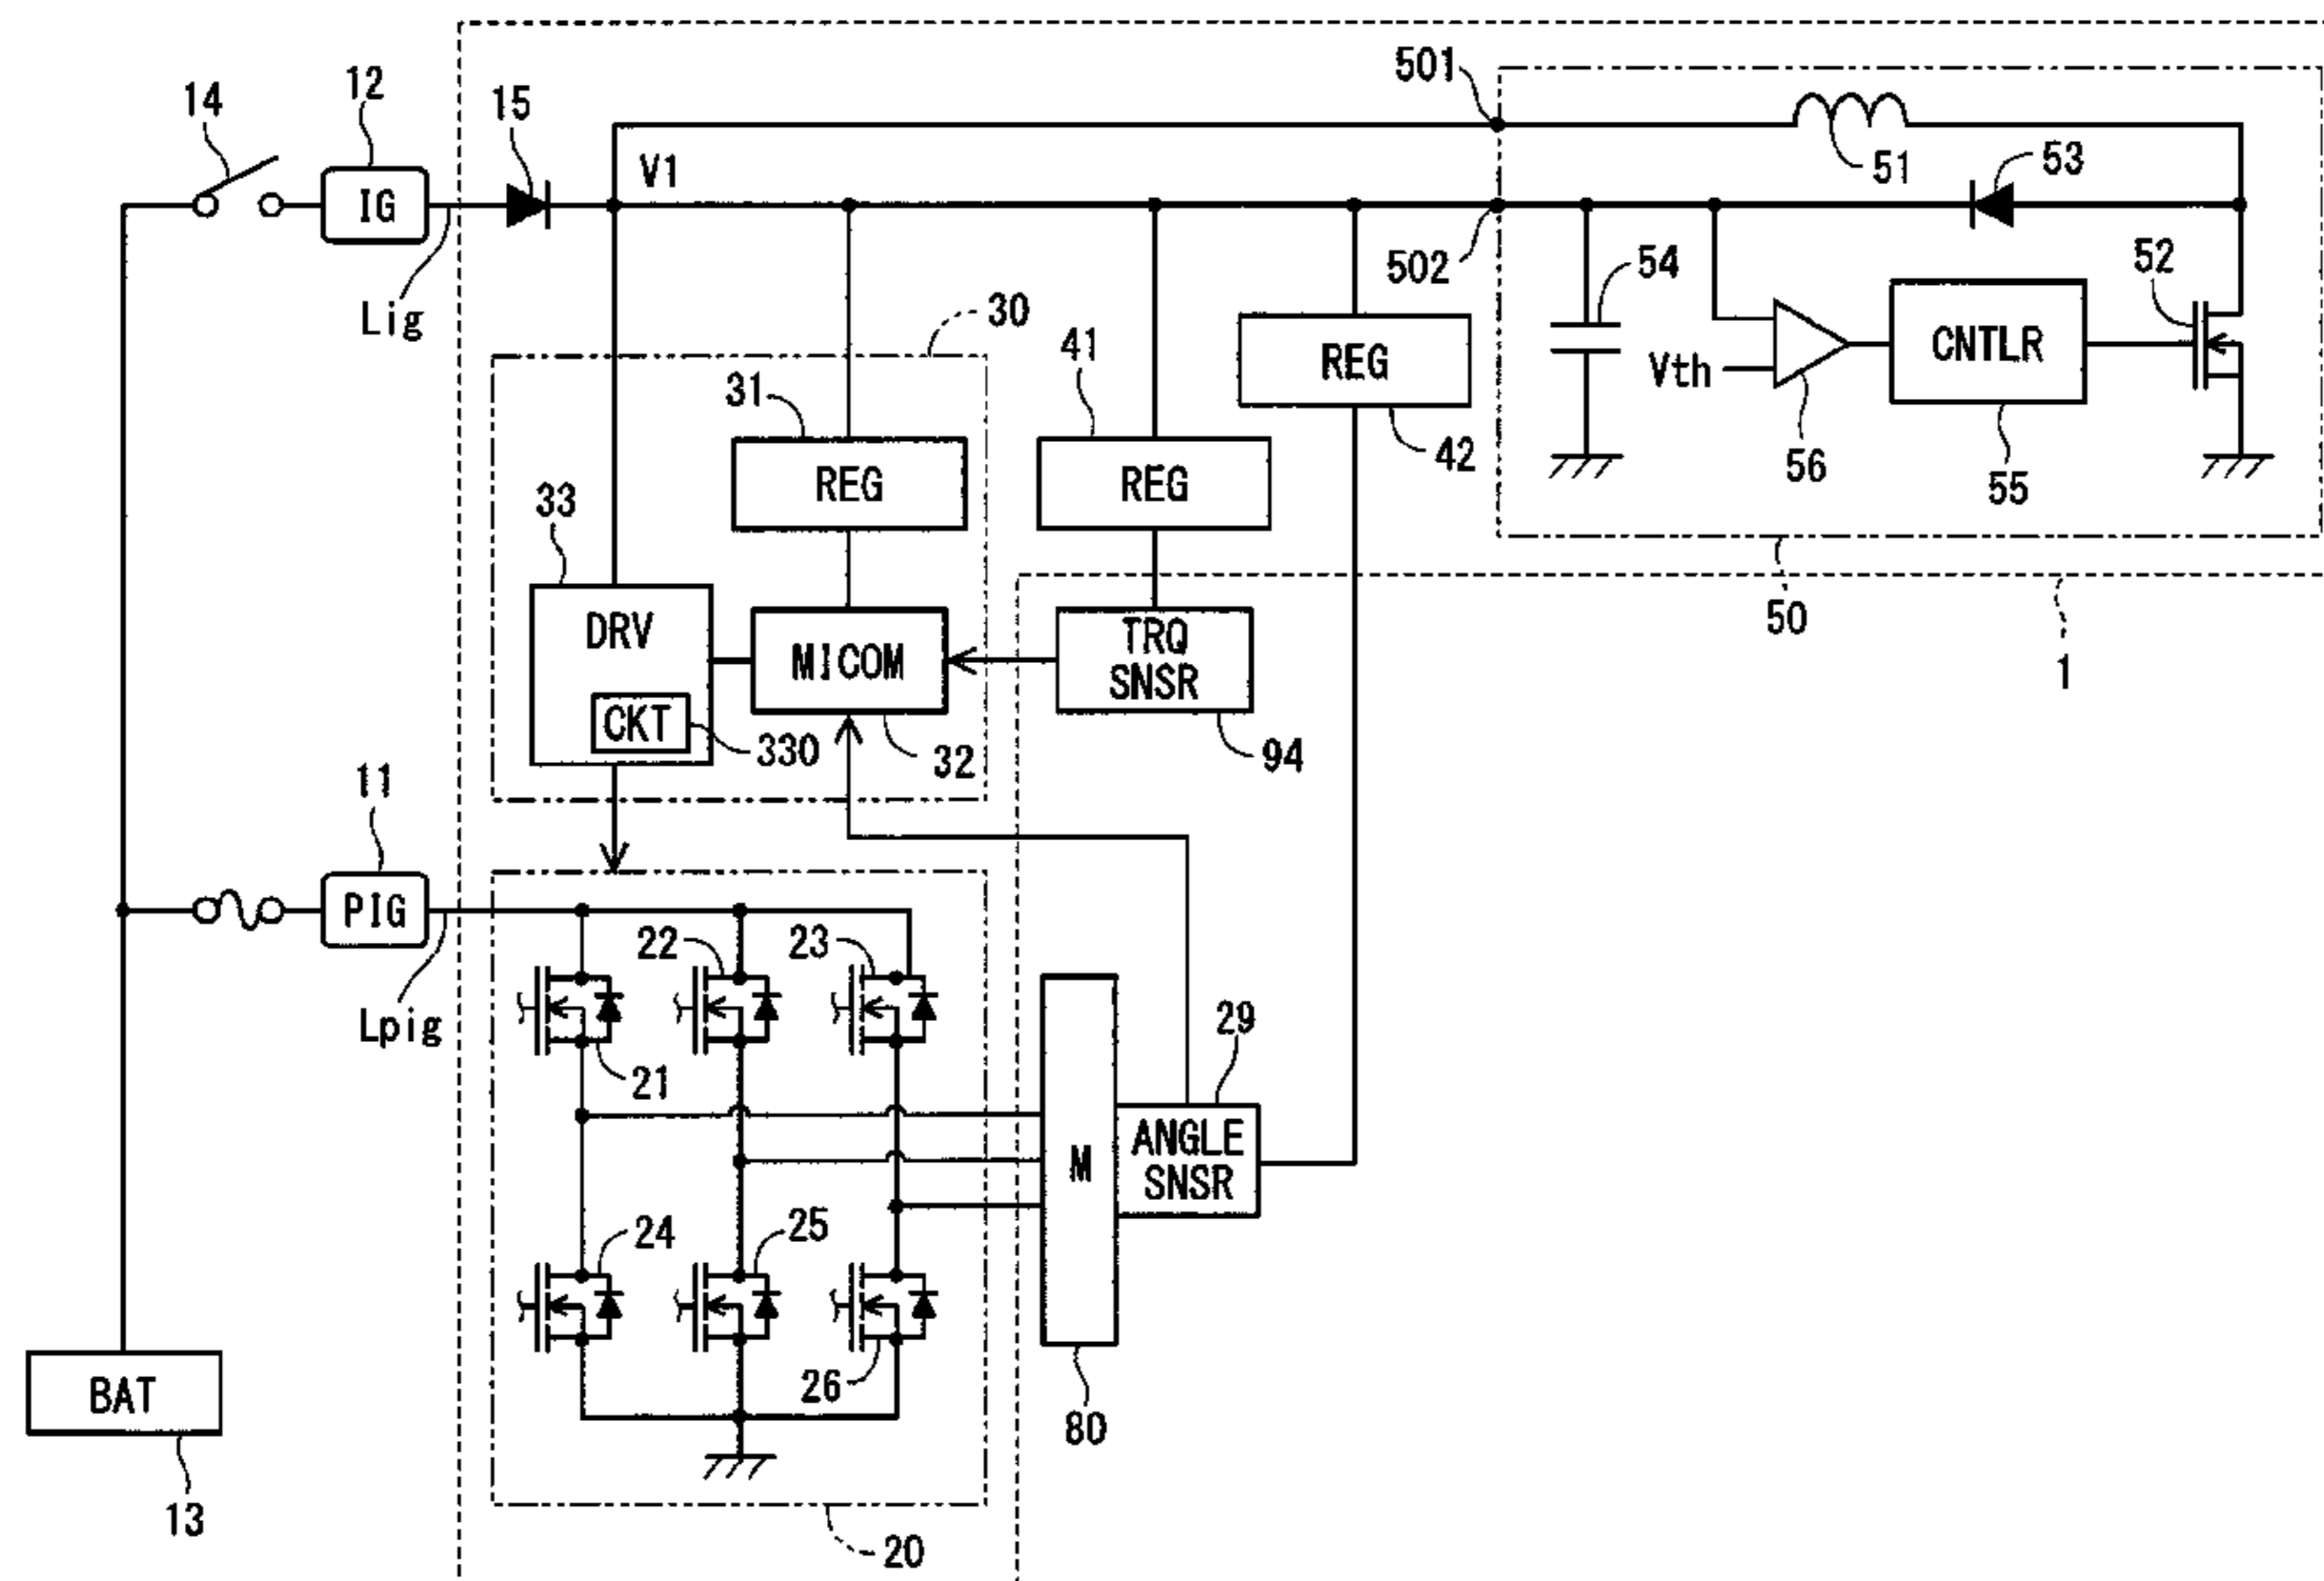 501
12
14
15
V1
51
53
IG
502
54
52
Lig
30
41
REG
Vth
CNTLR
31
42
56
REG
REG
55
33
DRV
MICOM
TRQ
SNSR
50
1
CKT
330
32
94
11
PIG
22
23
Lpig
29
21
M
ANGLE
SNSR
24
25
BAT
26
80
13
20